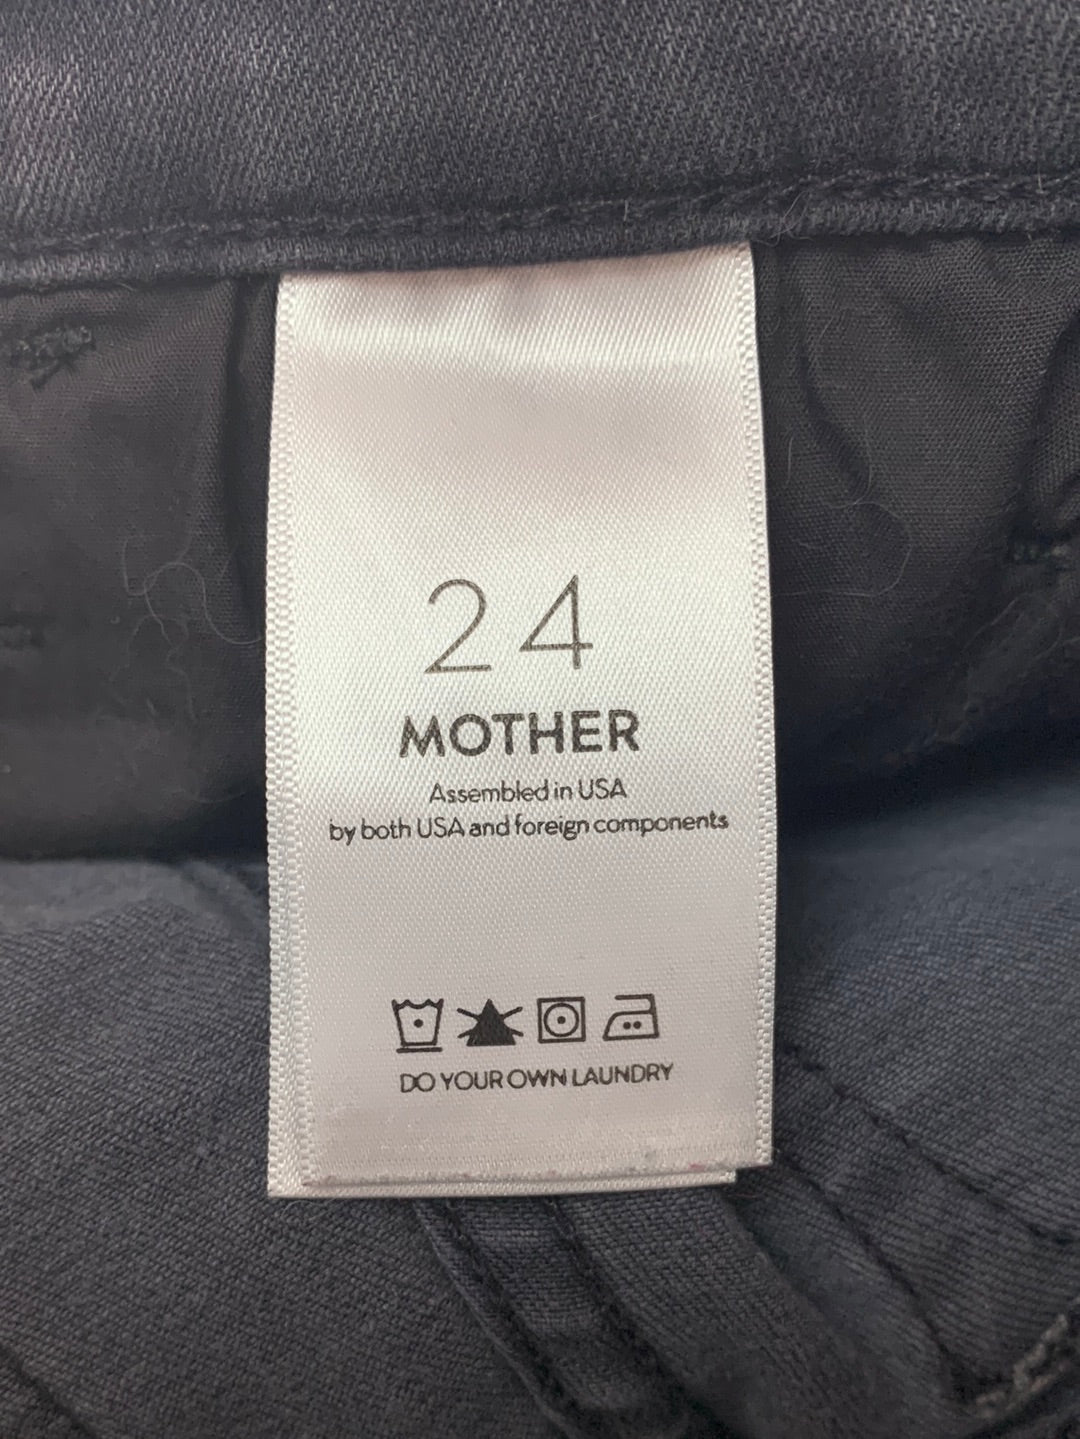 24
MOTHER
Assembled in USA
by both USA and foreign components
DO YOUR OWN LAUNDRY